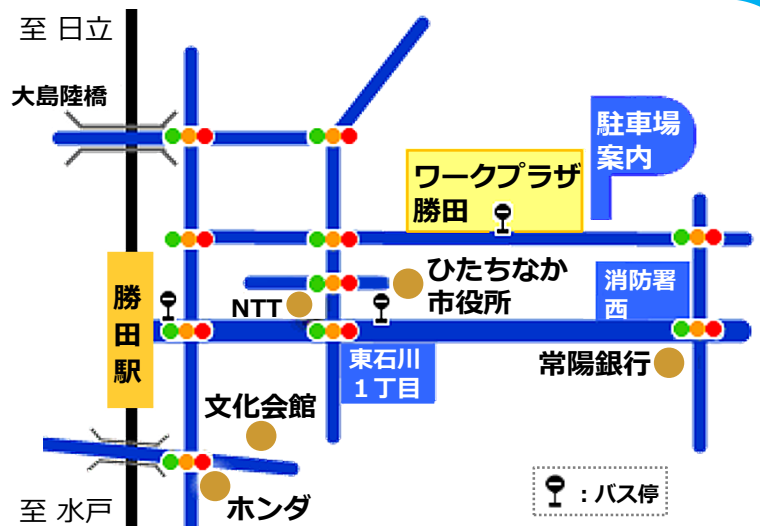 至 日立
大島陸橋
駐車場
案内
ワークプラザ
勝田
ひたちなか
市役所
消防署
西
勝
田
駅
NTT
東石川
１丁目
常陽銀行
文化会館
ホンダ
至 水戸
：バス停